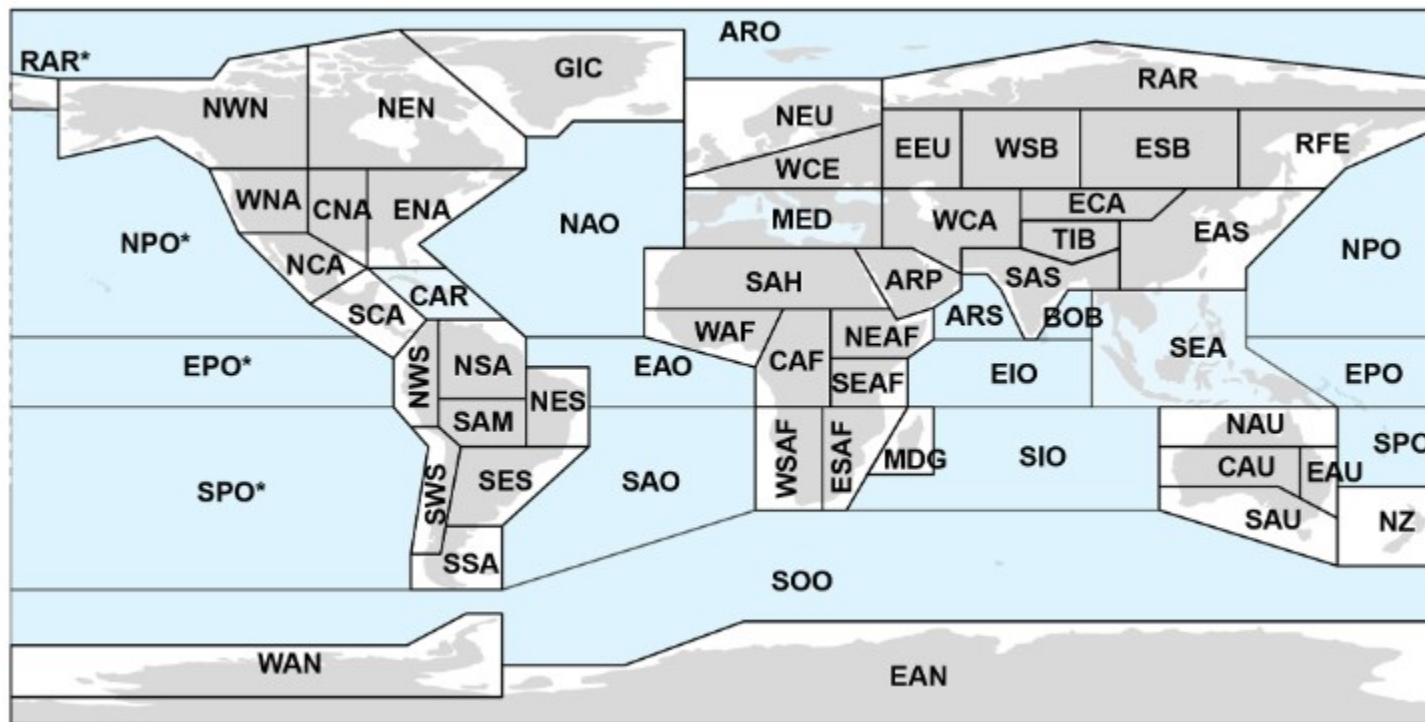 ARO
RAR*
GIC
RAR
NWN
NEN
NEU
EEU
WSB
ESB
RFE
WCE
WNA
CNA
ENA
ECA
MED
WCA
NAO
TIB
EAS
NPO*
NPO
NCA
SAH
ARP
SAS
CAR
SCA
WAF
NEAF
ARS
BOB
SEA
NWS
NSA
EPO*
EAO
CAF
SEAF
EIO
EPO
NES
SAM
NAU
SPO
WSAF
ESAF
MDG
SIO
CAU
EAU
SWS
SES
SAO
SPO*
SAU
NZ
SSA
SOO
WAN
EAN